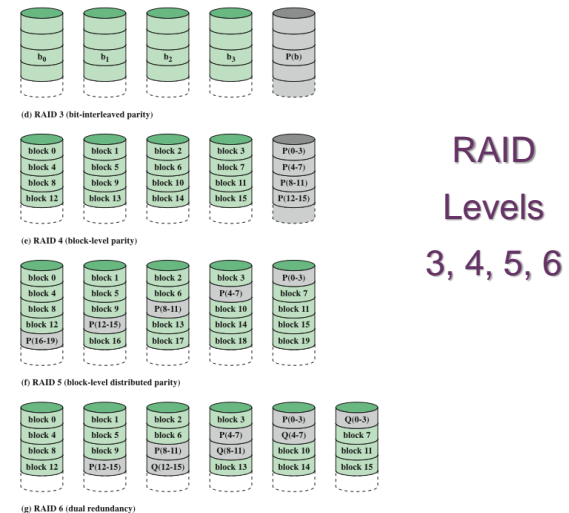 b0 b1 b2 b3 P(b)
(d) RAID 3 (bit-interleaved parity)
block 0 block 1 block 2 block 3 P(0-3)
block 4 block 5 block 6 block 7 P(4-7)
block 8 block 9 block 10 block 11 P(8-11)
block 12 block 13 block 14 block 15 P(12-15)
(e) RAID 4 (block-level parity)
block 0 block 1 block 2 block 3 P(0-3)
block 4 block 5 block 6 P(4-7) block 7
block 8 block 9 P(8-11) block 10 block 11
block 12 P(12-15) block 13 block 14 block 15
P(16-19) block 16 block 17 block 18 block 19
(f) RAID 5 (block-level distributed parity)
block 0 block 1 block 2 block 3 P(0-3) Q(0-3)
block 4 block 5 block 6 P(4-7) Q(4-7) block 7
block 8 block 9 P(8-11) Q(8-11) block 10 block 11
block 12 P(12-15) Q(12-15) block 13 block 14 block 15
(g) RAID 6 (dual redundancy)
RAID
Levels
3, 4, 5, 6